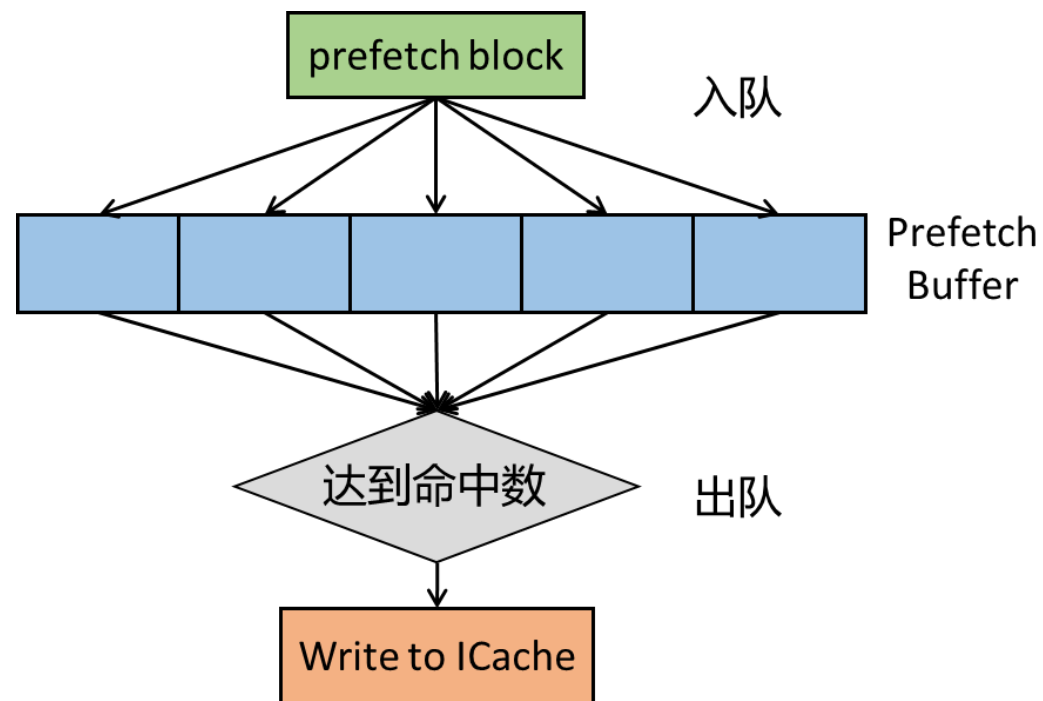 prefetch block
入队
Prefetch
Buffer
达到命中数
出队
Write to ICache